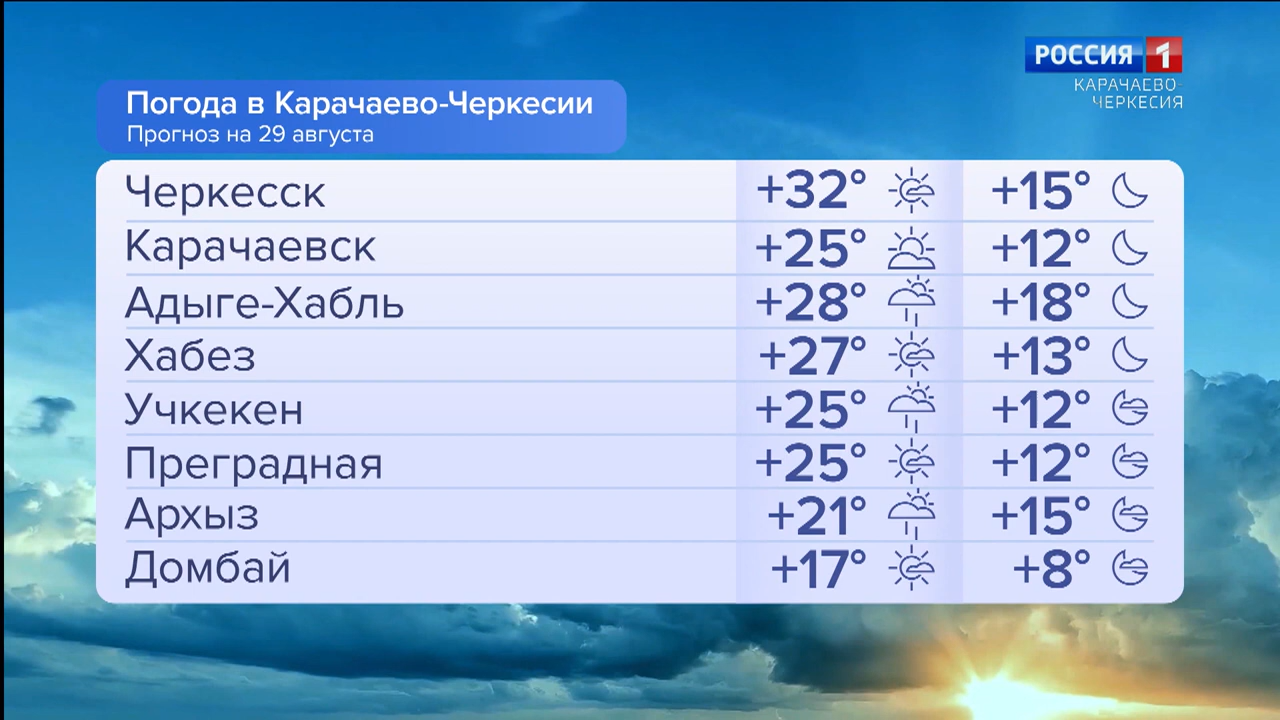 РОССИЯ 1
КАРАЧАЕВО-
ЧЕРКЕСИЯ
Погода в Карачаево-Черкесии
Прогноз на 29 августа
Черкесск +32° +15°
Карачаевск +25° +12°
Адыге-Хабль +28° +18°
Хабез +27° +13°
Учкекен +25° +12°
Преградная +25° +12°
Архыз +21° +15°
Домбай +17° +8°